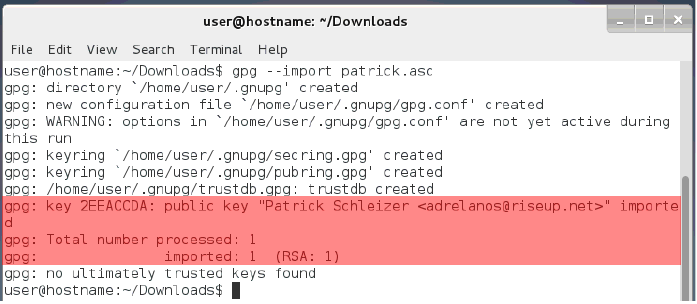 user@hostname: ~/Downloads
File Edit View Search Terminal Help
user@hostname:~/Downloads$ gpg --import patrick.asc
gpg: directory `/home/user/.gnupg' created
gpg: new configuration file `/home/user/.gnupg/gpg.conf' created
gpg: WARNING: options in `/home/user/.gnupg/gpg.conf' are not yet active during
this run
gpg: keyring `/home/user/.gnupg/secring.gpg' created
gpg: keyring `/home/user/.gnupg/pubring.gpg' created
gpg: /home/user/.gnupg/trustdb.gpg: trustdb created
gpg: key 2EEACCDA: public key "Patrick Schleizer <adrelanos@riseup.net>" importe
d
gpg: Total number processed: 1
gpg:               imported: 1  (RSA: 1)
gpg: no ultimately trusted keys found
user@hostname:~/Downloads$